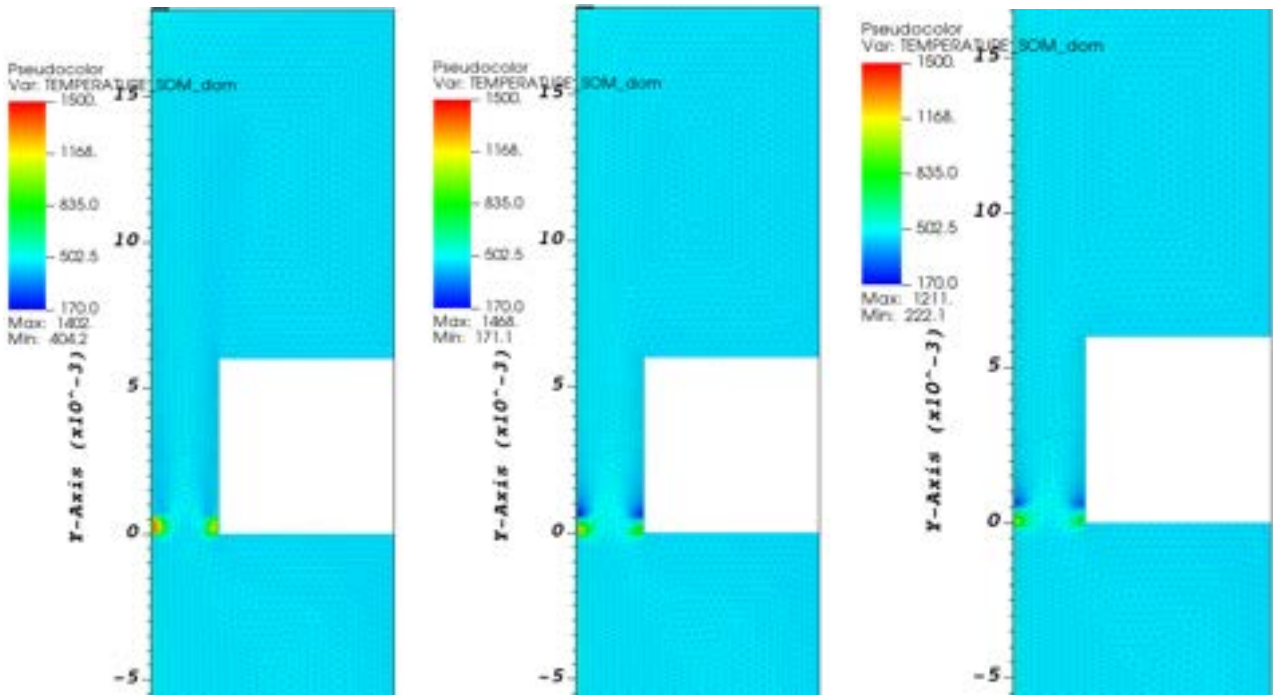 Pseudocolor
Var: TEMPERATURE_SOM_dom
1500.
1168.
835.0
502.5
170.0
Max: 1402.
Min: 404.2
15
10
5
0
-5
Y-Axis (x10^-3)
Pseudocolor
Var: TEMPERATURE_SOM_dom
1500.
1168.
835.0
502.5
170.0
Max: 1468.
Min: 171.1
15
10
5
0
-5
Y-Axis (x10^-3)
Pseudocolor
Var: TEMPERATURE_SOM_dom
1500.
1168.
835.0
502.5
170.0
Max: 1211.
Min: 222.1
15
10
5
0
-5
Y-Axis (x10^-3)